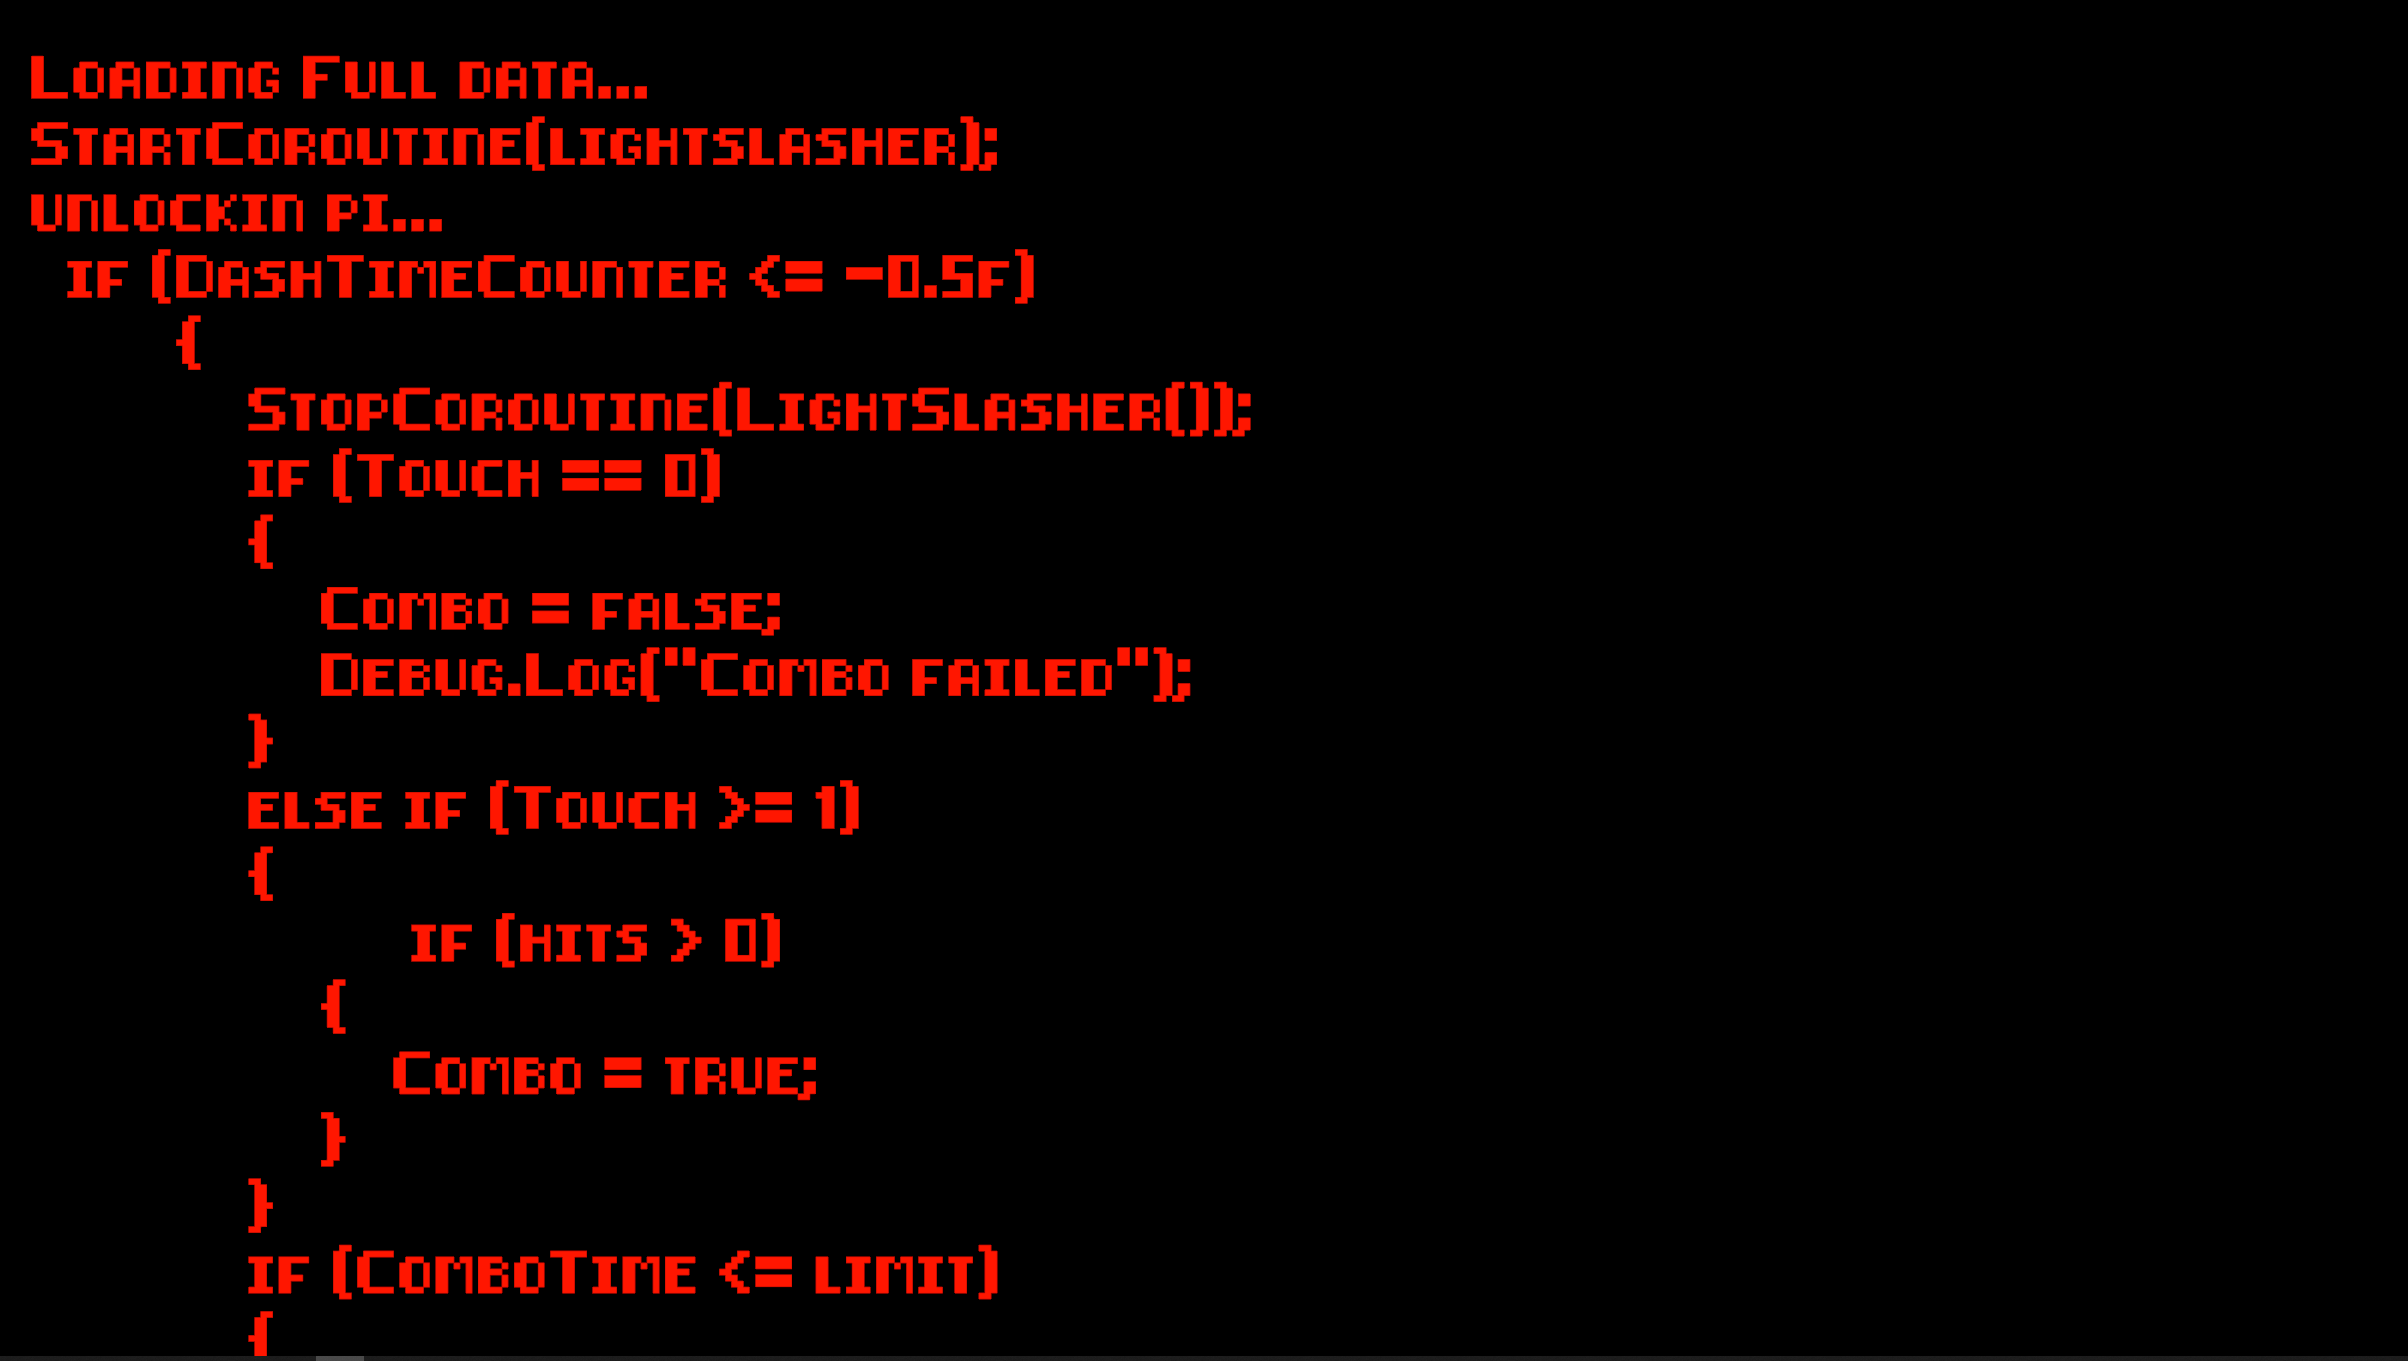 Loading Full data...
StartCoroutine(lightslasher);
unlockin pi...
if (DashTimeCounter <= -0.5f)
{
StopCoroutine(LightSlasher());
if (Touch == 0)
{
Combo = false;
Debug.Log("Combo failed");
}
else if (Touch >= 1)
{
if (hits > 0)
{
Combo = true;
}
}
if (ComboTime <= limit)
{